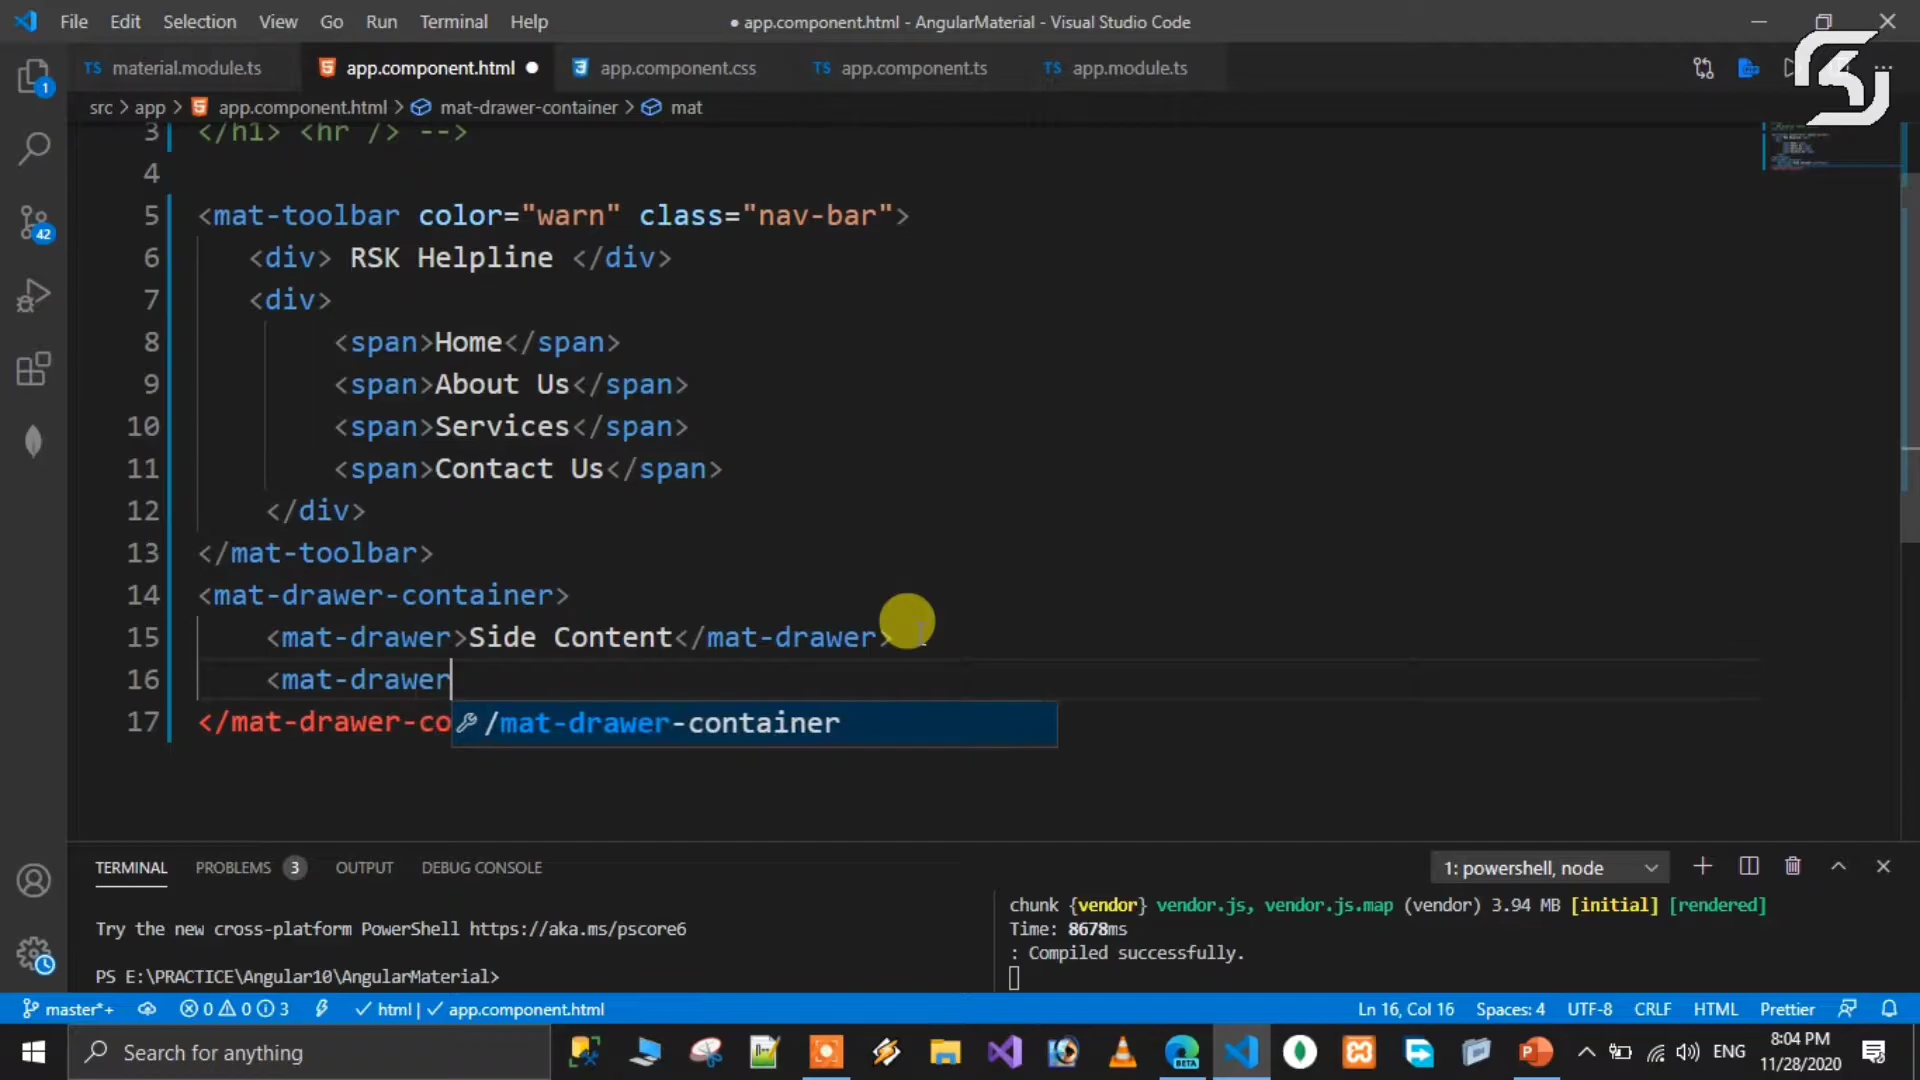 File Edit Selection View Go Run Terminal Help ● app.component.html - AngularMaterial - Visual Studio Code
TS material.module.ts app.component.html ● app.component.css TS app.component.ts TS app.module.ts
src > app > app.component.html > mat-drawer-container > mat
3 </h1> <hr /> -->
4
5 <mat-toolbar color="warn" class="nav-bar">
6 <div> RSK Helpline </div>
7 <div>
8 <span>Home</span>
9 <span>About Us</span>
10 <span>Services</span>
11 <span>Contact Us</span>
12 </div>
13 </mat-toolbar>
14 <mat-drawer-container>
15 <mat-drawer>Side Content</mat-drawer>
16 <mat-drawer
17 </mat-drawer-co
/mat-drawer-container
1
42
TERMINAL PROBLEMS 3 OUTPUT DEBUG CONSOLE 1: powershell, node
Try the new cross-platform PowerShell https://aka.ms/pscore6
PS E:\PRACTICE\Angular10\AngularMaterial>
chunk {vendor} vendor.js, vendor.js.map (vendor) 3.94 MB [initial] [rendered]
Time: 8678ms
: Compiled successfully.
master*+ 0 0 3 html | app.component.html Ln 16, Col 16 Spaces: 4 UTF-8 CRLF HTML Prettier
Search for anything BETA ENG 8:04 PM
11/28/2020